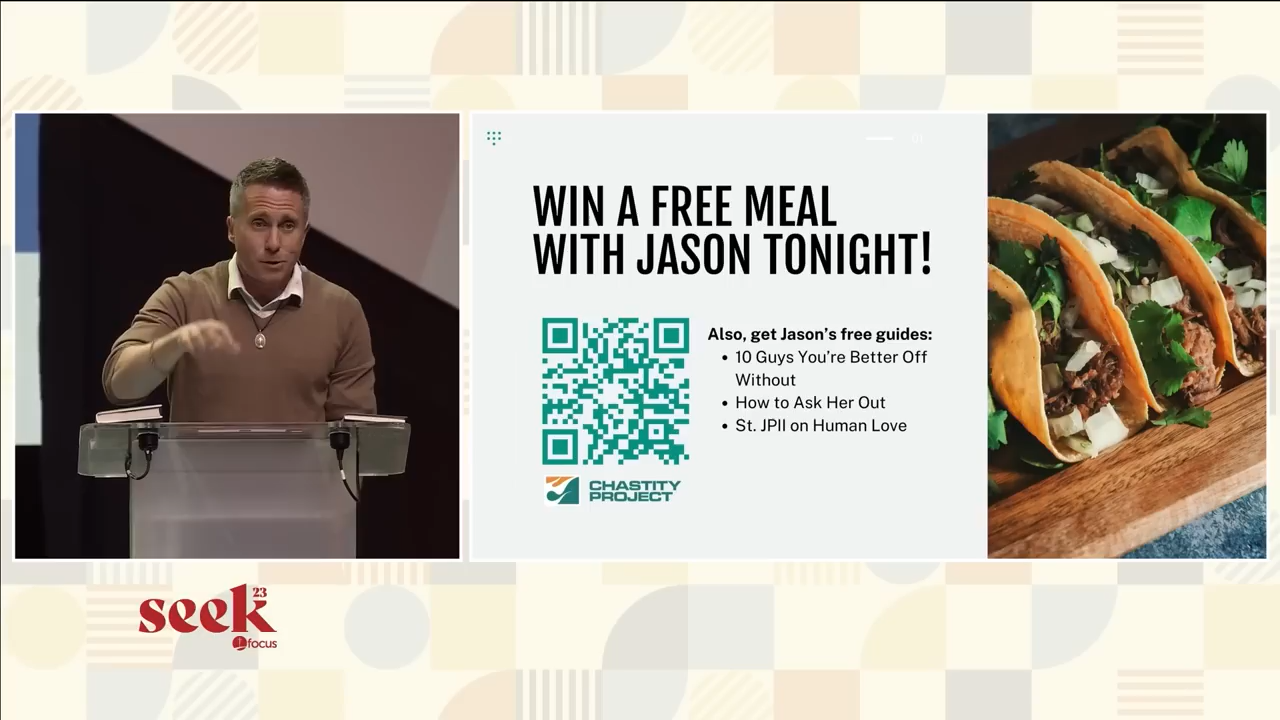 WIN A FREE MEAL
WITH JASON TONIGHT!
Also, get Jason's free guides:
• 10 Guys You're Better Off
Without
• How to Ask Her Out
• St. JPII on Human Love
CHASTITY
PROJECT
seek 23
focus